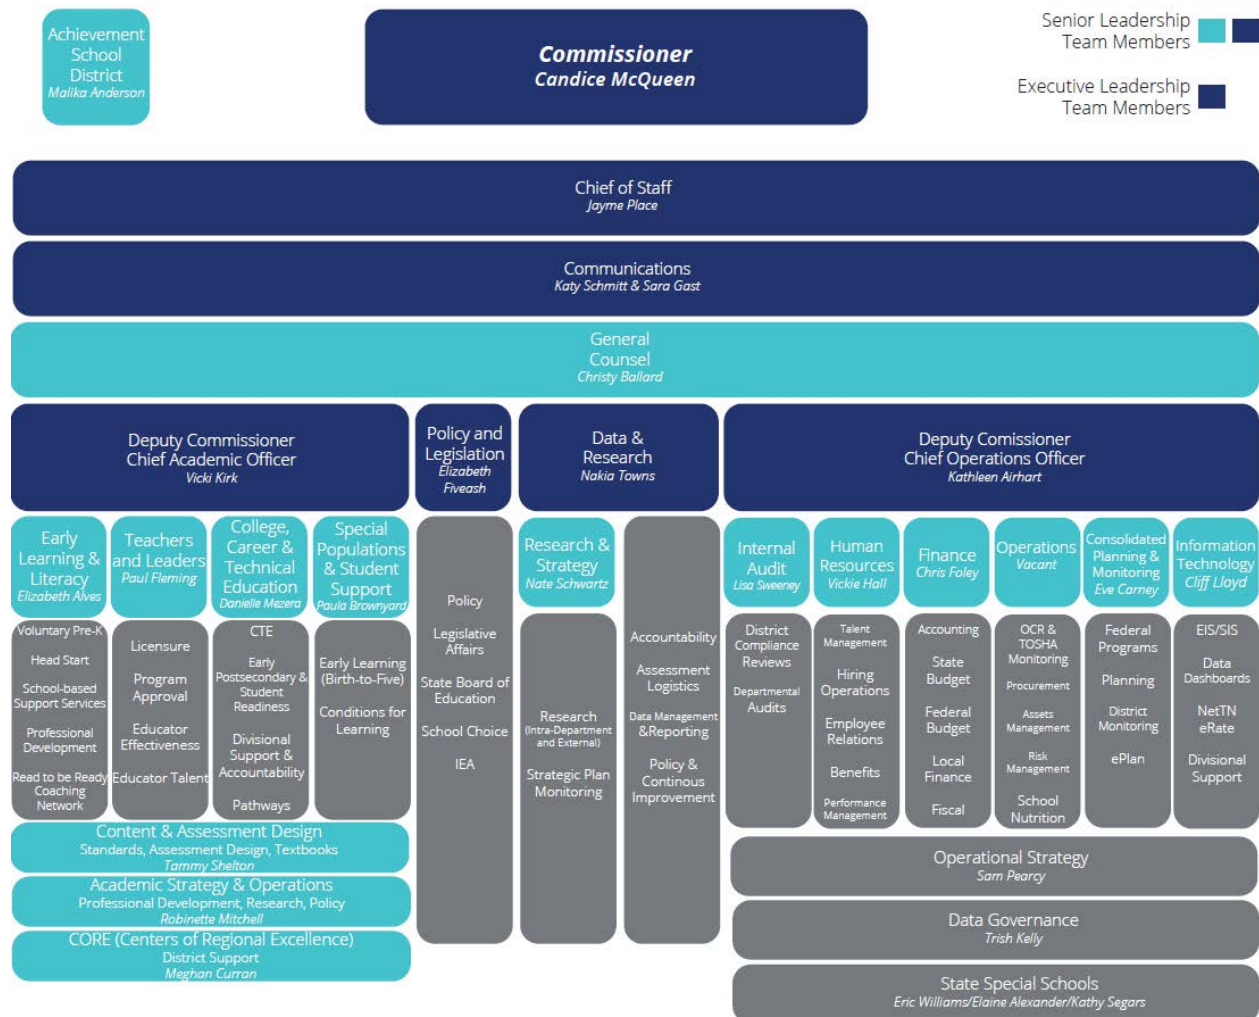 Achievement
School
District
Malika Anderson
Commissioner
Candice McQueen
Senior Leadership
Team Members
Executive Leadership
Team Members
Chief of Staff
Jayme Place
Communications
Katy Schmitt & Sara Gast
General
Counsel
Christy Ballard
Deputy Commissioner
Chief Academic Officer
Vicki Kirk
Policy and
Legislation
Elizabeth
Fiveash
Data &
Research
Nakia Towns
Deputy Comissioner
Chief Operations Officer
Kathleen Airhart
Early
Learning &
Literacy
Elizabeth Alves
Teachers
and Leaders
Paul Fleming
College,
Career &
Technical
Education
Danielle Mezera
Special
Populations
& Student
Support
Paula Brownyard
Research &
Strategy
Nate Schwartz
Internal
Audit
Lisa Sweeney
Human
Resources
Vickie Hall
Finance
Chris Foley
Operations
Vacant
Consolidated
Planning &
Monitoring
Eve Carney
Information
Technology
Cliff Lloyd
Voluntary Pre-K
Head Start
School-based
Support Services
Professional
Development
Read to be Ready
Coaching
Network
Licensure
Program
Approval
Educator
Effectiveness
Educator Talent
CTE
Early
Postsecondary &
Student
Readiness
Divisional
Support &
Accountability
Pathways
Early Learning
(Birth-to-Five)
Conditions for
Learning
Policy
Legislative
Affairs
State Board of
Education
School Choice
IEA
Research
(Intra-Department
and External)
Strategic Plan
Monitoring
Accountability
Assessment
Logistics
Data Management
&Reporting
Policy &
Continous
Improvement
District
Compliance
Reviews
Departmental
Audits
Talent
Management
Hiring
Operations
Employee
Relations
Benefits
Performance
Management
Accounting
State
Budget
Federal
Budget
Local
Finance
Fiscal
OCR &
TOSHA
Monitoring
Procurement
Assets
Management
Risk
Management
School
Nutrition
Federal
Programs
Planning
District
Monitoring
ePlan
EIS/SIS
Data
Dashboards
NetTN
eRate
Divisional
Support
Content & Assessment Design
Standards, Assessment Design, Textbooks
Tammy Shelton
Academic Strategy & Operations
Professional Development, Research, Policy
Robinette Mitchell
CORE (Centers of Regional Excellence)
District Support
Meghan Curran
Operational Strategy
Sam Pearcy
Data Governance
Trish Kelly
State Special Schools
Eric Williams/Elaine Alexander/Kathy Segars